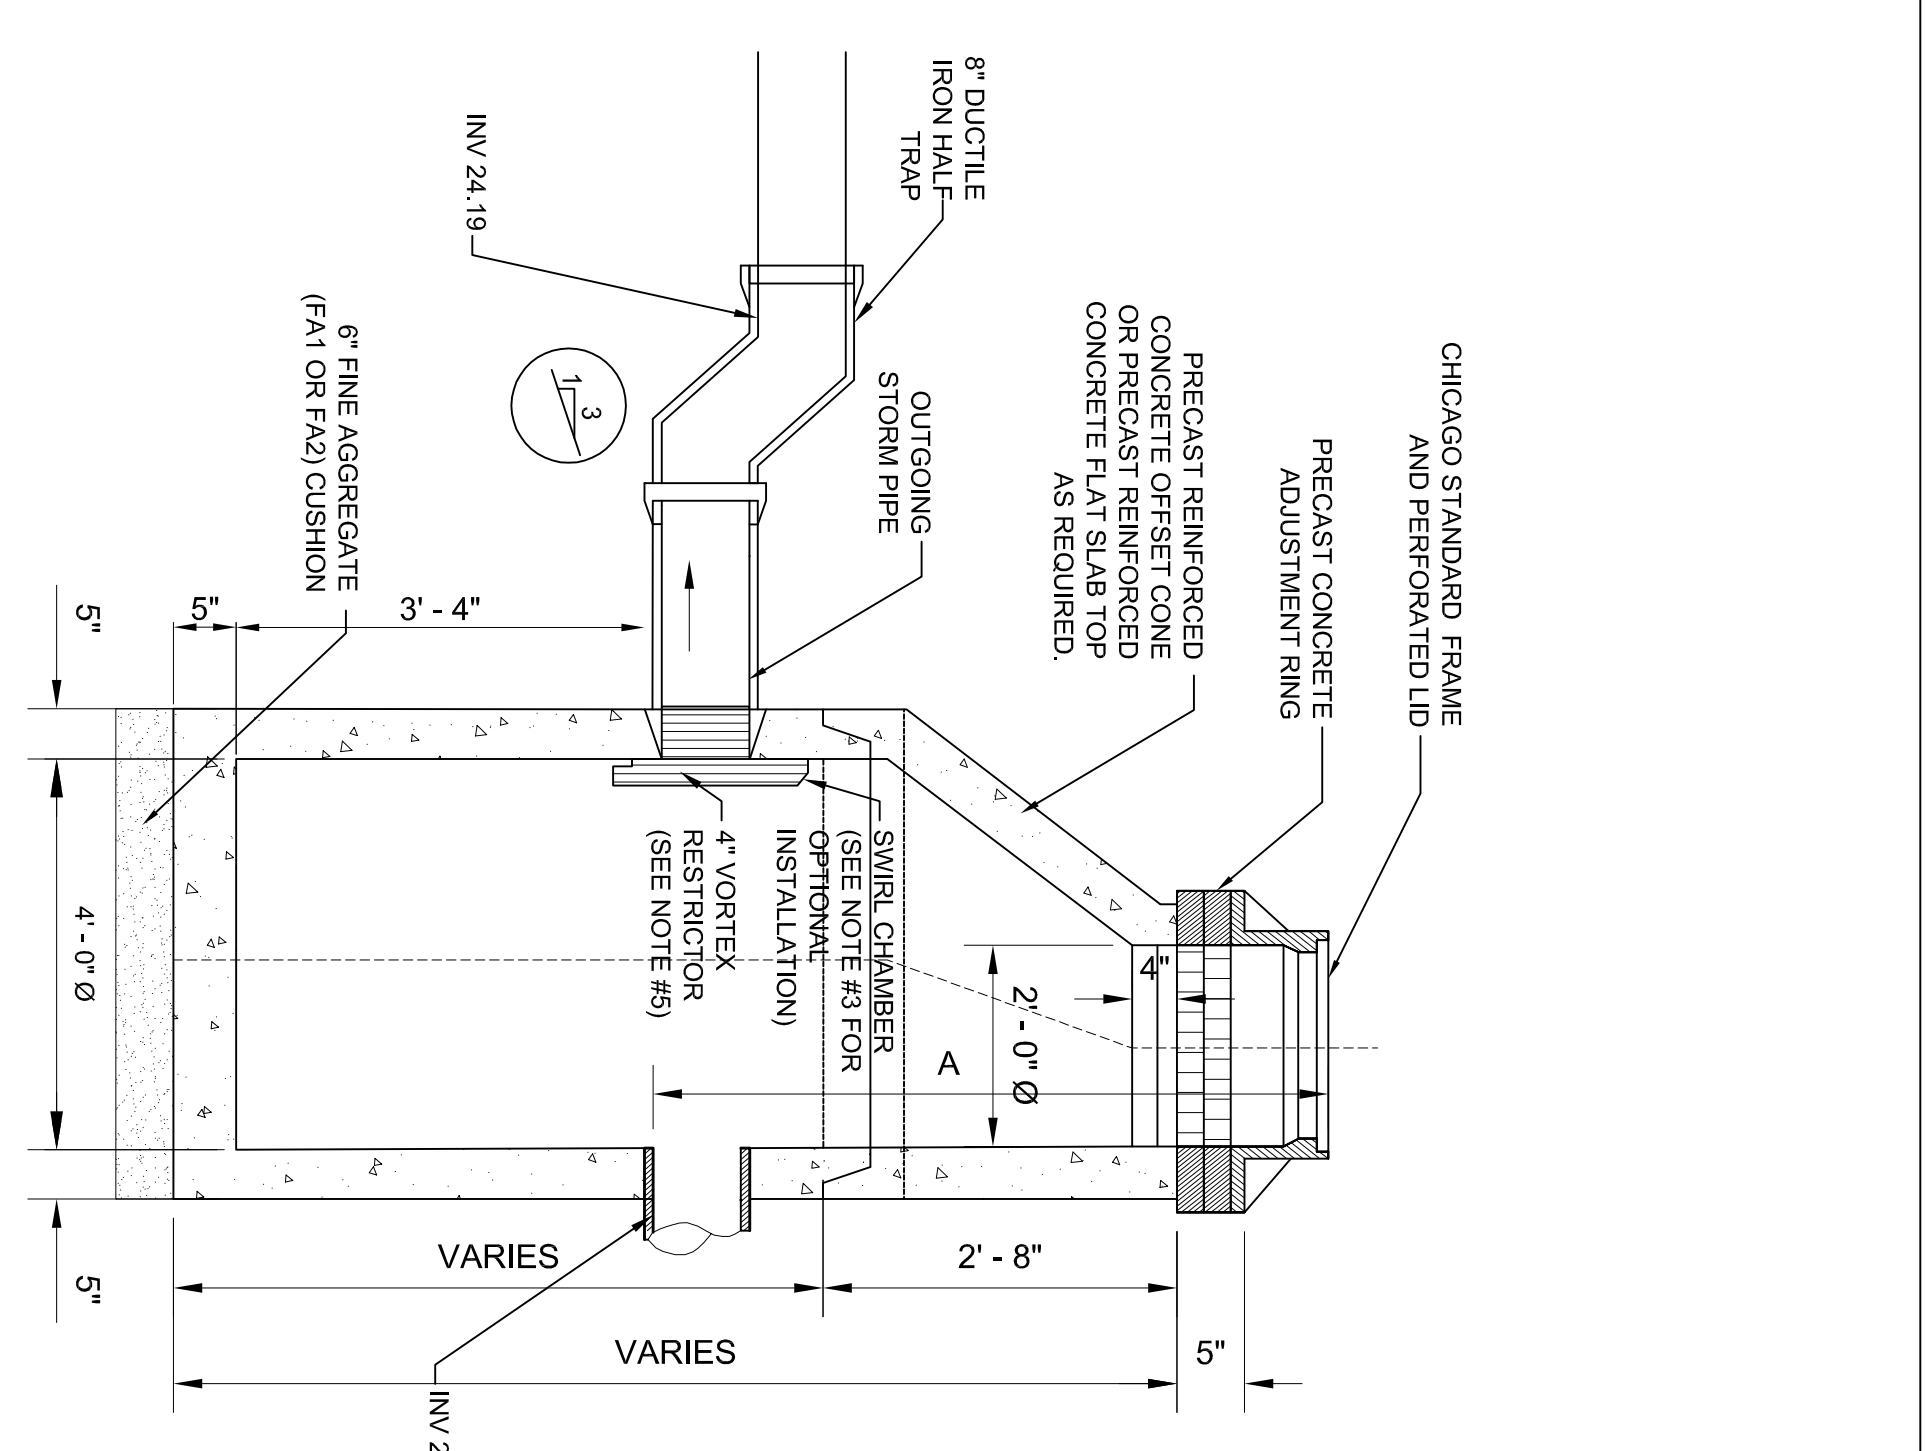 8" DUCTILE
IRON HALF
TRAP
INV 24.19
1
3
6" FINE AGGREGATE
(FA1 OR FA2) CUSHION
OUTGOING
STORM PIPE
PRECAST REINFORCED
CONCRETE OFFSET CONE
OR PRECAST REINFORCED
CONCRETE FLAT SLAB TOP
AS REQUIRED.
PRECAST CONCRETE
ADJUSTMENT RING
CHICAGO STANDARD FRAME
AND PERFORATED LID
5"
5"
3' - 4"
4' - 0" Ø
5"
4" VORTEX
RESTRICTOR
(SEE NOTE #5)
SWIRL CHAMBER
(SEE NOTE #3 FOR
OPTIONAL
INSTALLATION)
4"
2' - 0" Ø
A
VARIES
2' - 8"
VARIES
5"
INV